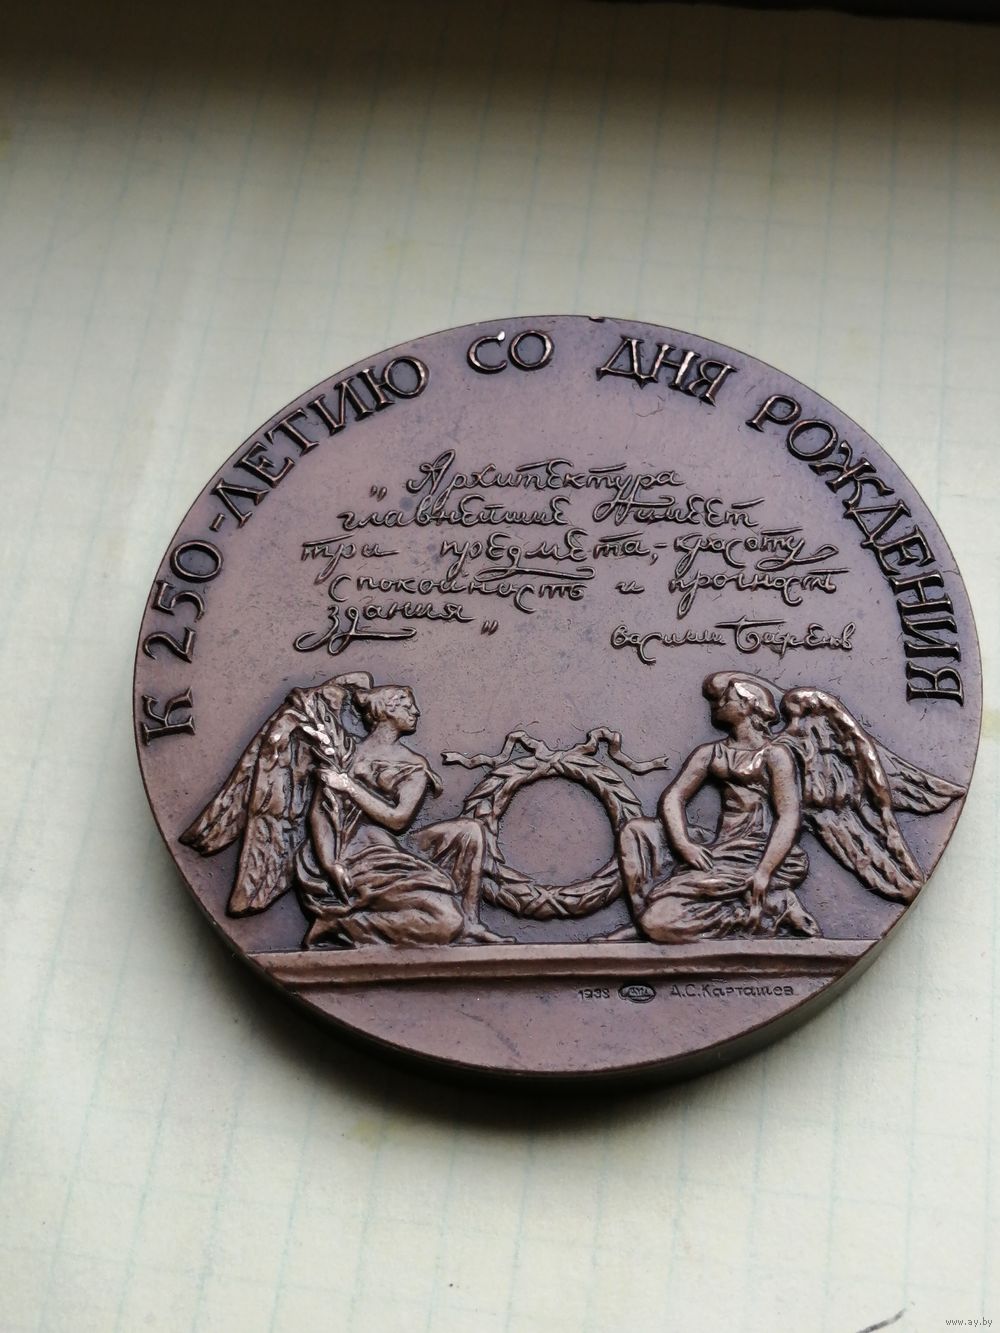 К 250-ЛЕТИЮ СО ДНЯ РОЖДЕНИЯ
„Архитектура
главнейшие имеет
три предмета,-красоту
спокойность и прочность
здания"
василий Баженов
1988 ЛМД А.С.Карташев
www.ay.by